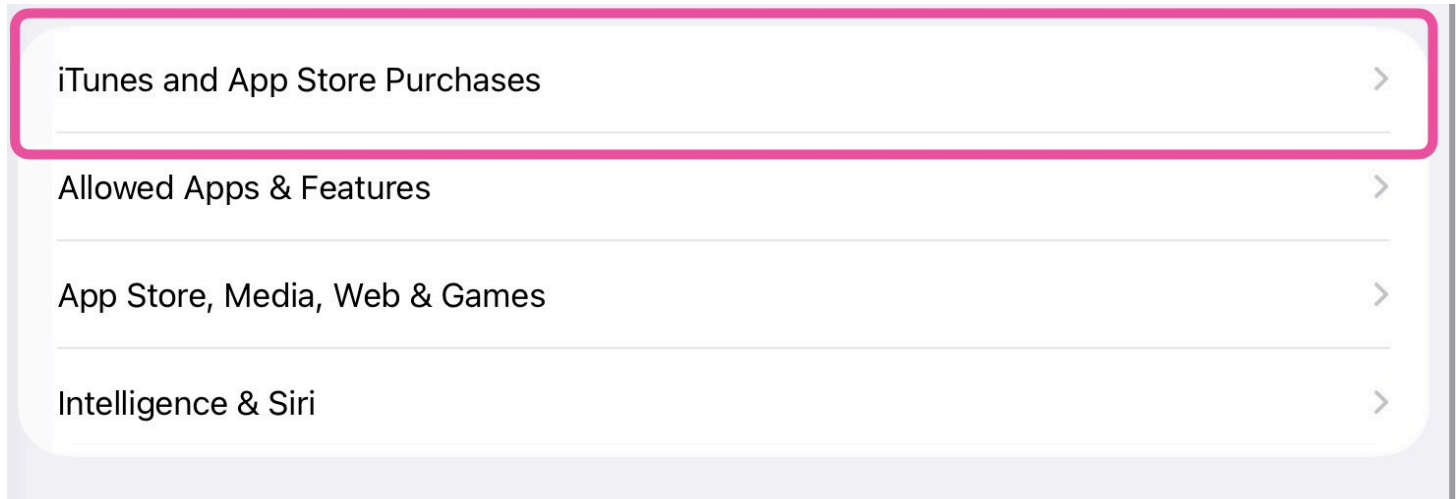 iTunes and App Store Purchases
Allowed Apps & Features
App Store, Media, Web & Games
Intelligence & Siri